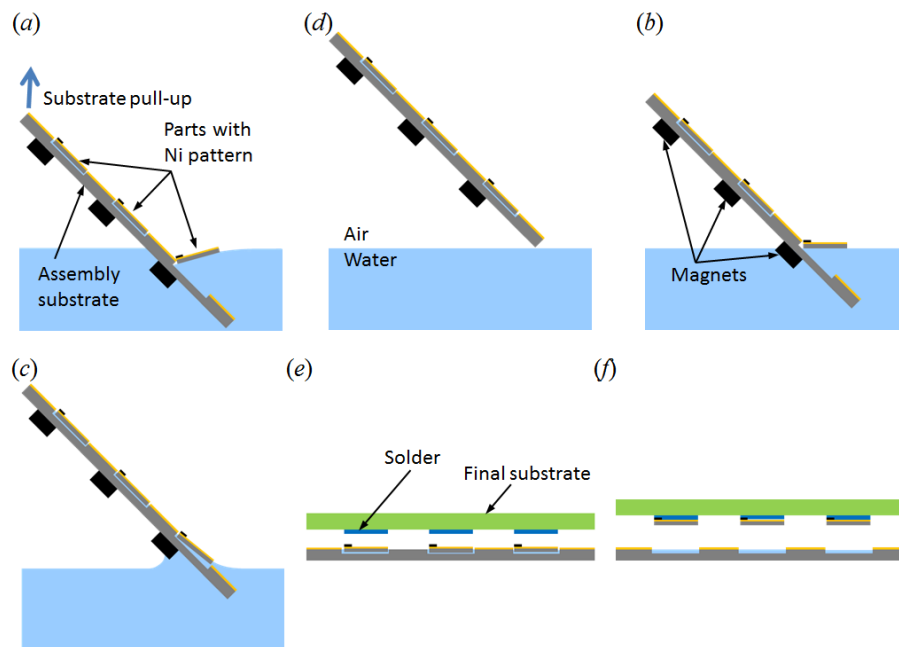 (a)
(d)
(b)
Substrate pull-up
Parts with
Ni pattern
Assembly
substrate
Air
Water
Magnets
(c)
(e)
(f)
Solder
Final substrate